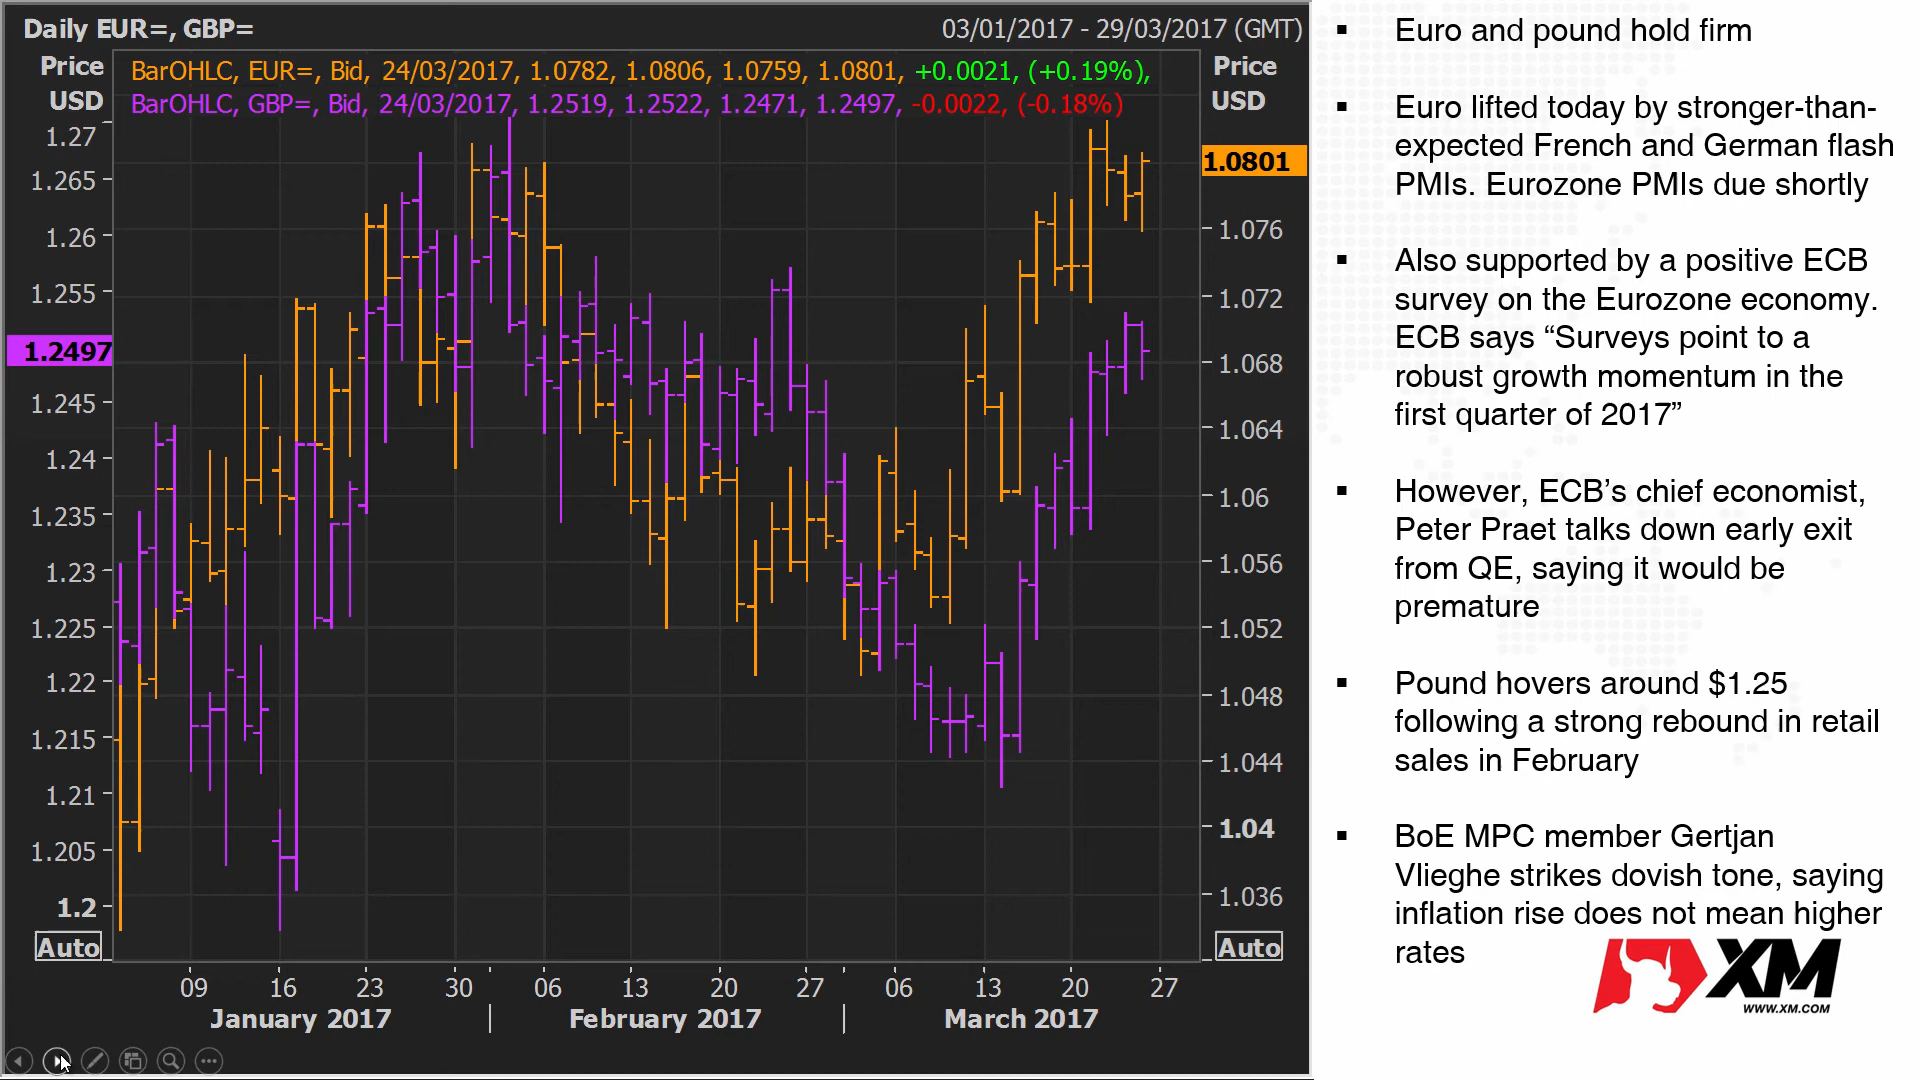 Daily EUR=, GBP=
03/01/2017 - 29/03/2017 (GMT)
Price
USD
BarOHLC, EUR=, Bid, 24/03/2017, 1.0782, 1.0806, 1.0759, 1.0801, +0.0021, (+0.19%),
BarOHLC, GBP=, Bid, 24/03/2017, 1.2519, 1.2522, 1.2471, 1.2497, -0.0022, (-0.18%)
Price
USD
1.27
1.265
1.26
1.255
1.2497
1.245
1.24
1.235
1.23
1.225
1.22
1.215
1.21
1.205
1.2
Auto
1.0801
1.076
1.072
1.068
1.064
1.06
1.056
1.052
1.048
1.044
1.04
1.036
Auto
09 16 23 30 06 13 20 27 06 13 20 27
January 2017 February 2017 March 2017
▪ Euro and pound hold firm
▪ Euro lifted today by stronger-than-
expected French and German flash
PMIs. Eurozone PMIs due shortly
▪ Also supported by a positive ECB
survey on the Eurozone economy.
ECB says “Surveys point to a
robust growth momentum in the
first quarter of 2017”
▪ However, ECB’s chief economist,
Peter Praet talks down early exit
from QE, saying it would be
premature
▪ Pound hovers around $1.25
following a strong rebound in retail
sales in February
▪ BoE MPC member Gertjan
Vlieghe strikes dovish tone, saying
inflation rise does not mean higher
rates
XM
WWW.XM.COM